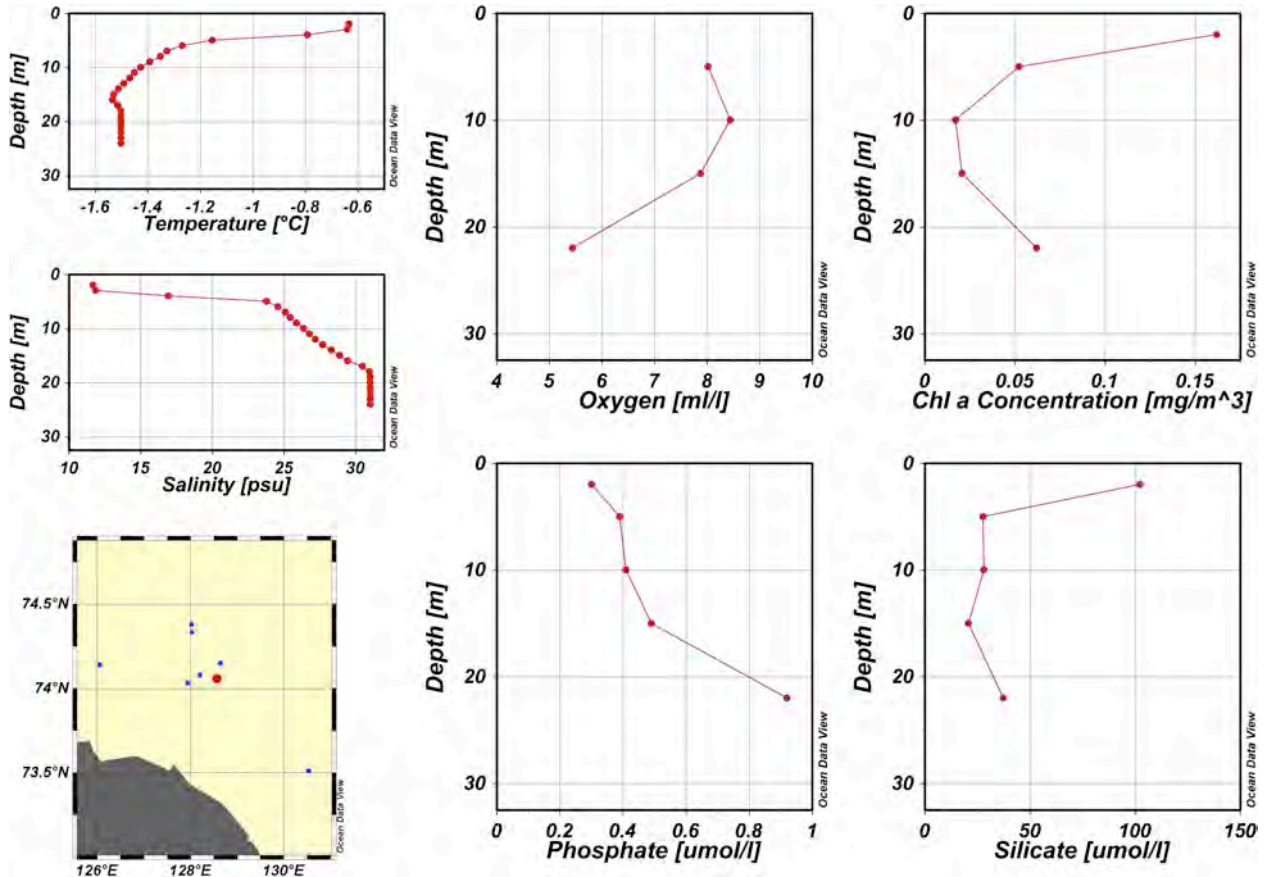 0
10
20
30
Depth [m]
-1.6
-1.4
-1.2
-1
-0.8
-0.6
Temperature [°C]
Ocean Data View
0
10
20
30
Depth [m]
10
15
20
25
30
Salinity [psu]
Ocean Data View
74.5°N
74°N
73.5°N
126°E
128°E
130°E
Ocean Data View
0
10
20
30
Depth [m]
4
5
6
7
8
9
10
Oxygen [ml/l]
Ocean Data View
0
10
20
30
Depth [m]
0
0.05
0.1
0.15
Chl a Concentration [mg/m^3]
Ocean Data View
0
10
20
30
Depth [m]
0
0.2
0.4
0.6
0.8
1
Phosphate [umol/l]
Ocean Data View
0
10
20
30
Depth [m]
0
50
100
150
Silicate [umol/l]
Ocean Data View